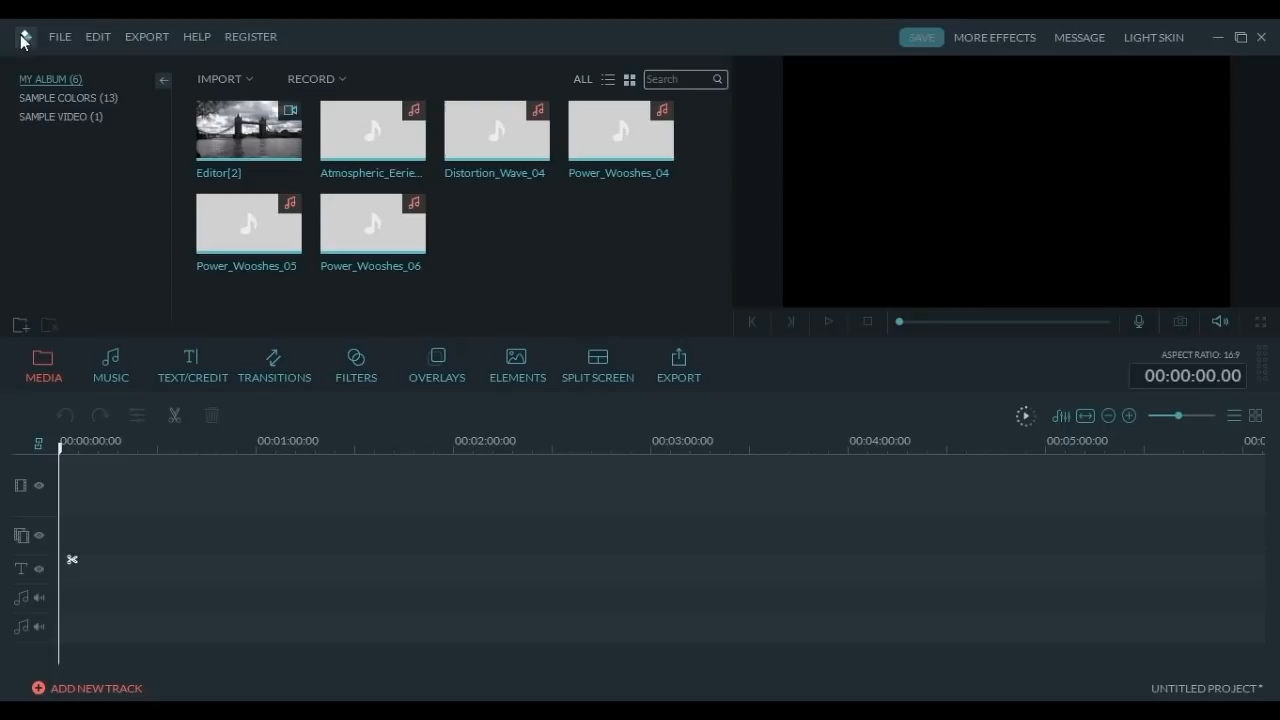 FILE EDIT EXPORT HELP REGISTER SAVE MORE EFFECTS MESSAGE LIGHT SKIN
MY ALBUM (6)
SAMPLE COLORS (13)
SAMPLE VIDEO (1)
IMPORT RECORD ALL Search
Editor[2] Atmospheric_Eerie... Distortion_Wave_04 Power_Wooshes_04
Power_Wooshes_05 Power_Wooshes_06
MEDIA MUSIC TEXT/CREDIT TRANSITIONS FILTERS OVERLAYS ELEMENTS SPLIT SCREEN EXPORT
ASPECT RATIO: 16:9
00:00:00.00
00:00:00:00 00:01:00:00 00:02:00:00 00:03:00:00 00:04:00:00 00:05:00:00 00:0
ADD NEW TRACK UNTITLED PROJECT*